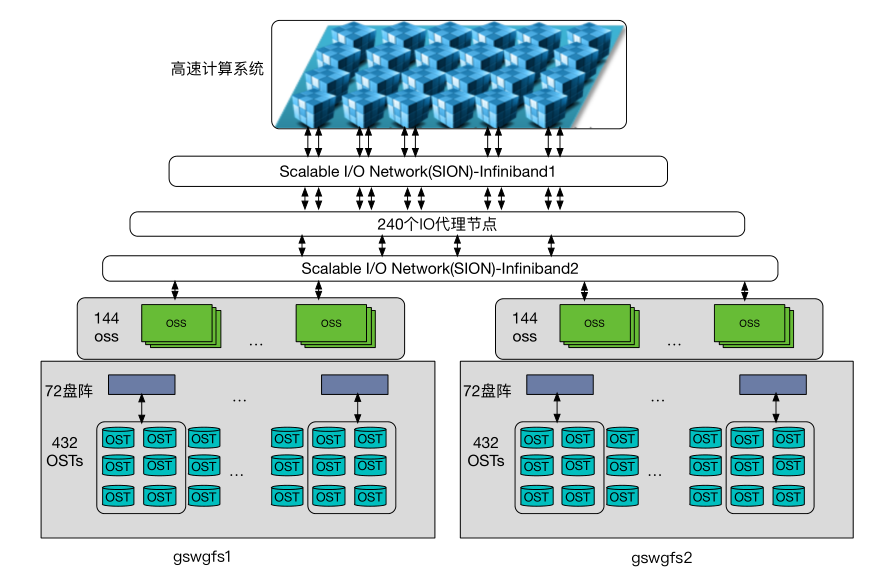 高速计算系统
Scalable I/O Network(SION)-Infiniband1
240个IO代理节点
Scalable I/O Network(SION)-Infiniband2
144
oss
oss
...
oss
144
oss
oss
...
oss
72盘阵
...
72盘阵
...
432
OSTs
OST OST OST OST OST OST
OST OST OST ... OST OST OST
OST OST OST OST OST OST
432
OSTs
OST OST OST OST OST OST
OST OST OST ... OST OST OST
OST OST OST OST OST OST
gswgfs1
gswgfs2